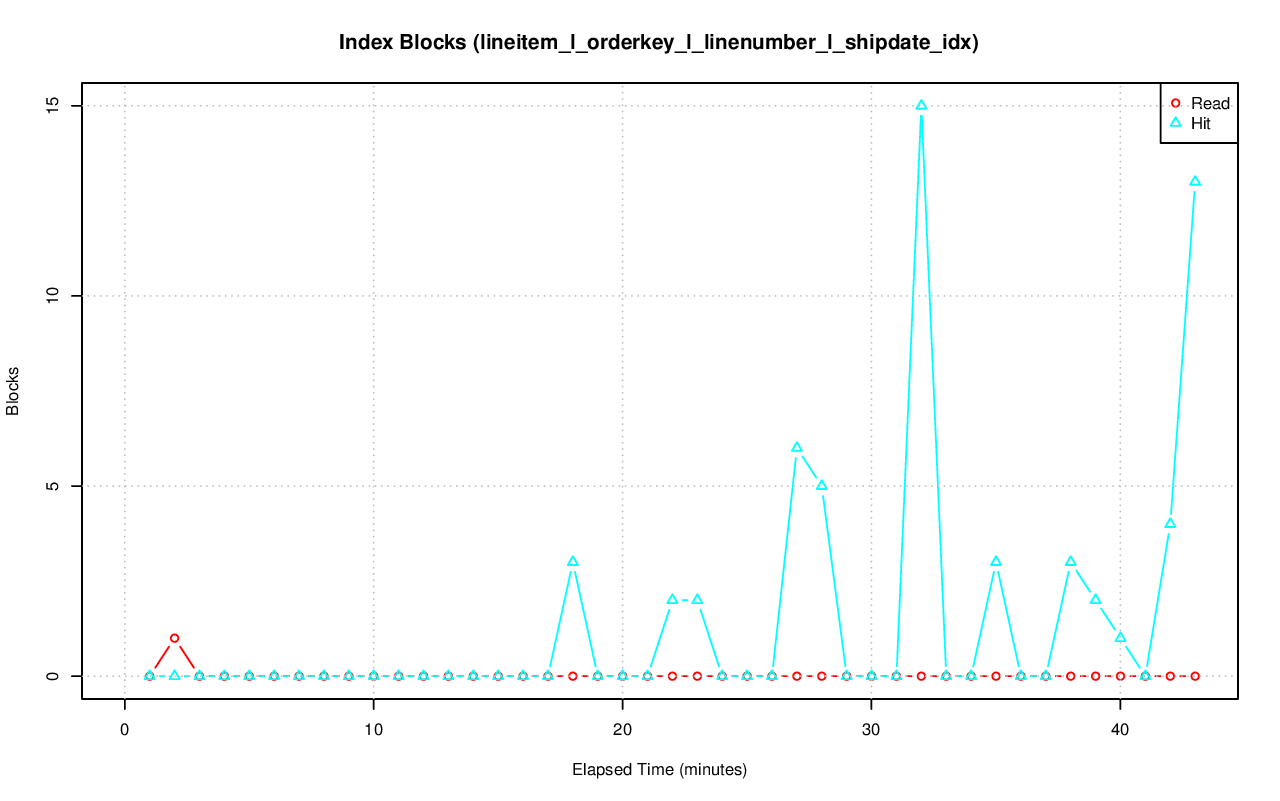 Index Blocks (lineitem_l_orderkey_l_linenumber_l_shipdate_idx)
Read
Hit
15
10
5
0
Blocks
0 10 20 30 40
Elapsed Time (minutes)